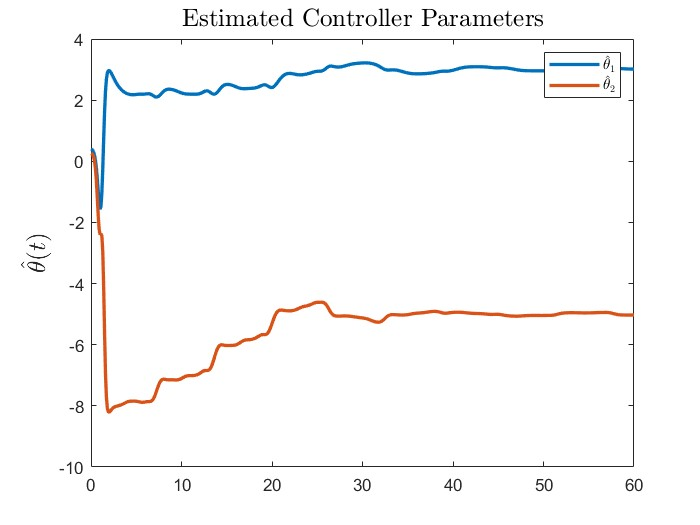 Estimated Controller Parameters
4
2
0
-2
-4
-6
-8
-10
θ̂(t)
θ̂₁
θ̂₂
0 10 20 30 40 50 60